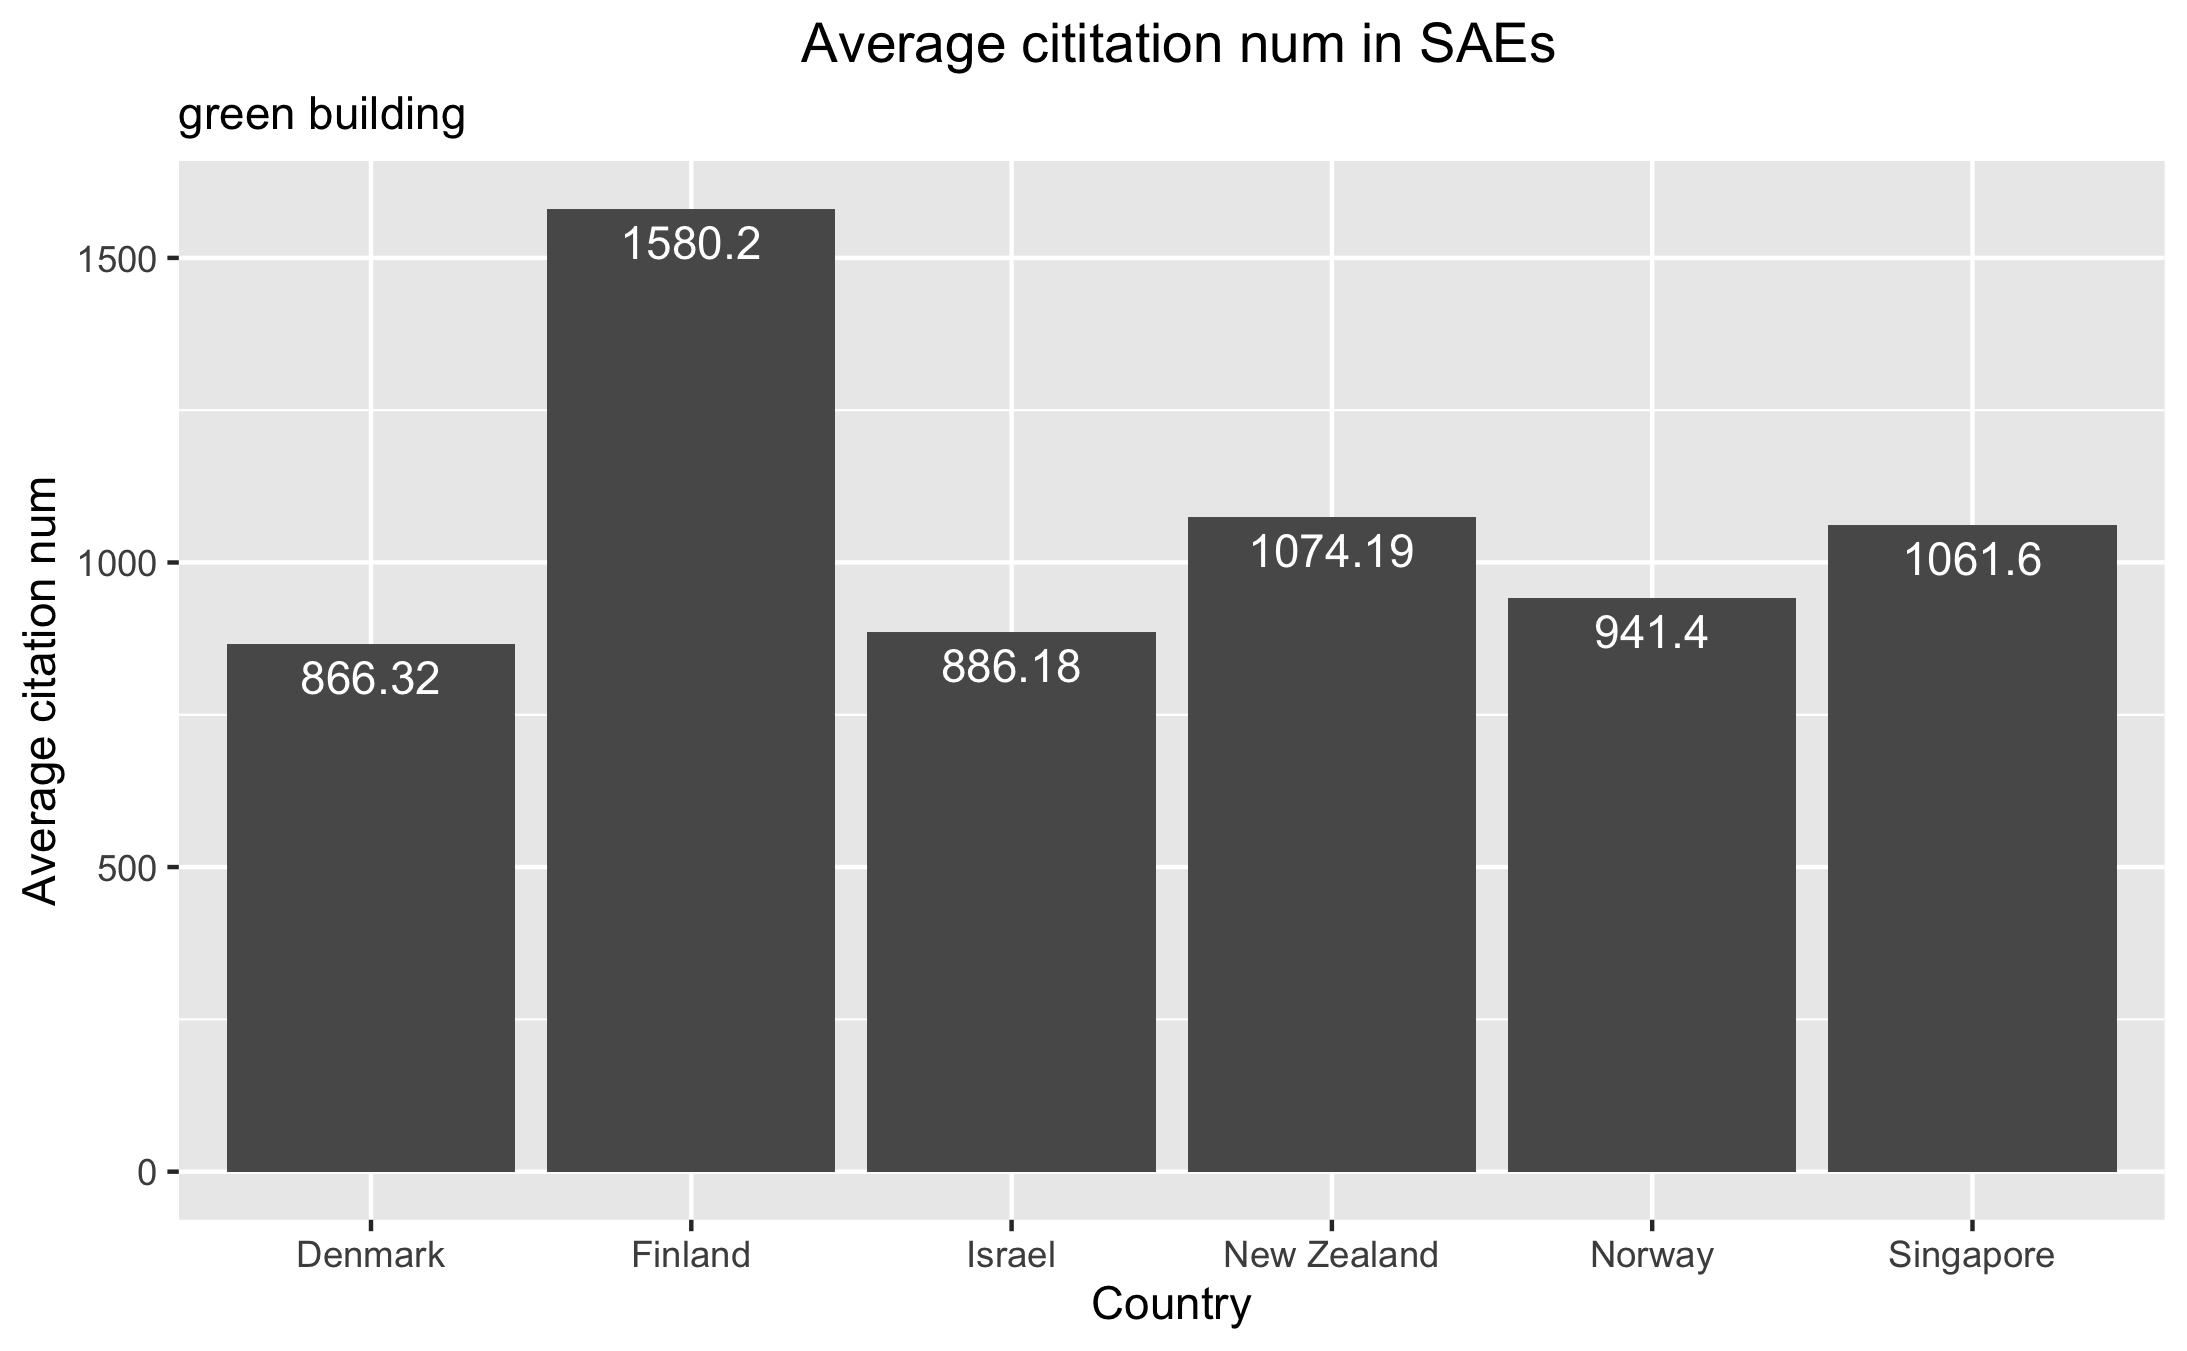 Average cititation num in SAEs
green building
Average citation num
1500
1000
500
0
1580.2
1074.19
1061.6
941.4
886.18
866.32
Denmark Finland Israel New Zealand Norway Singapore
Country